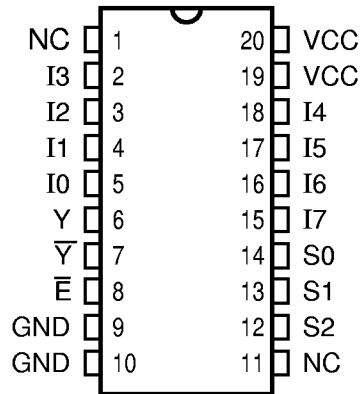 NC 1 20 VCC
I3 2 19 VCC
I2 3 18 I4
I1 4 17 I5
I0 5 16 I6
Y 6 15 I7
Y̅ 7 14 S0
E̅ 8 13 S1
GND 9 12 S2
GND 10 11 NC